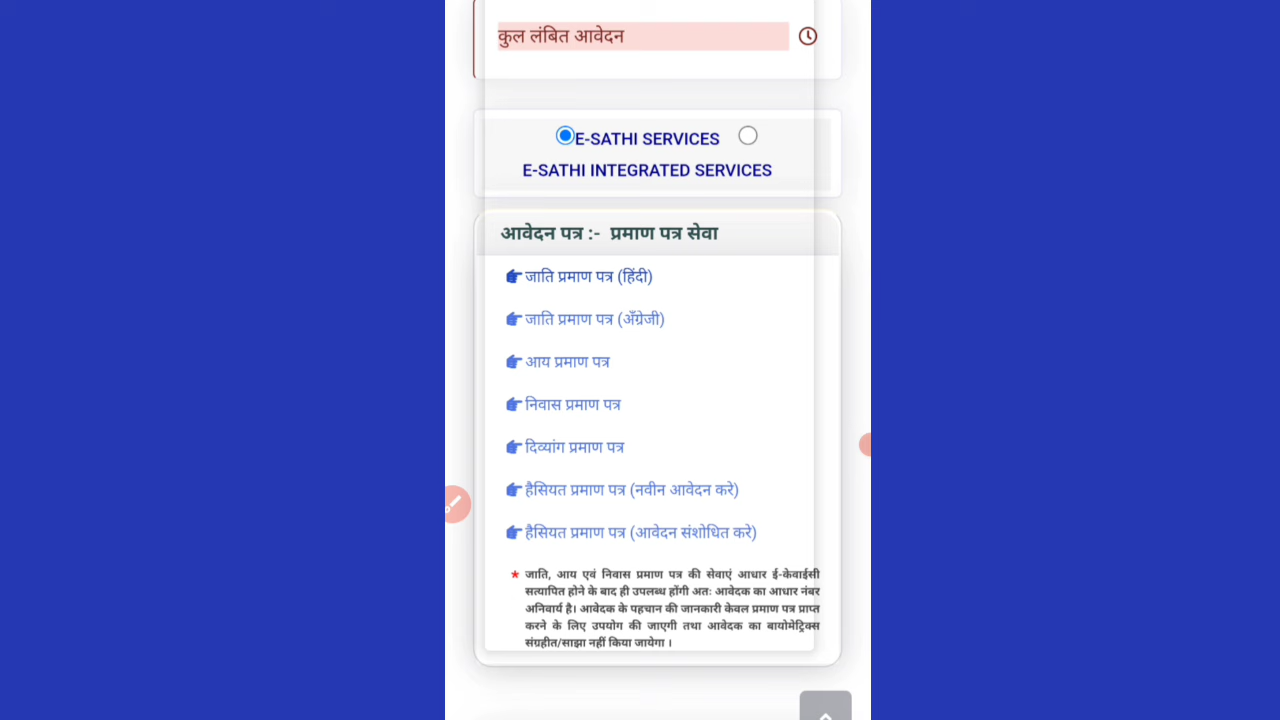 कुल लंबित आवेदन
E-SATHI SERVICES
E-SATHI INTEGRATED SERVICES
आवेदन पत्र :- प्रमाण पत्र सेवा
जाति प्रमाण पत्र (हिंदी)
जाति प्रमाण पत्र (अँग्रेजी)
आय प्रमाण पत्र
निवास प्रमाण पत्र
दिव्यांग प्रमाण पत्र
हैसियत प्रमाण पत्र (नवीन आवेदन करे)
हैसियत प्रमाण पत्र (आवेदन संशोधित करे)
* जाति, आय एवं निवास प्रमाण पत्र की सेवाएं आधार ई-केवाईसी
सत्यापित होने के बाद ही उपलब्ध होंगी अतः आवेदक का आधार नंबर
अनिवार्य है। आवेदक के पहचान की जानकारी केवल प्रमाण पत्र प्राप्त
करने के लिए उपयोग की जाएगी तथा आवेदक का बायोमेट्रिक्स
संग्रहीत/साझा नहीं किया जायेगा ।